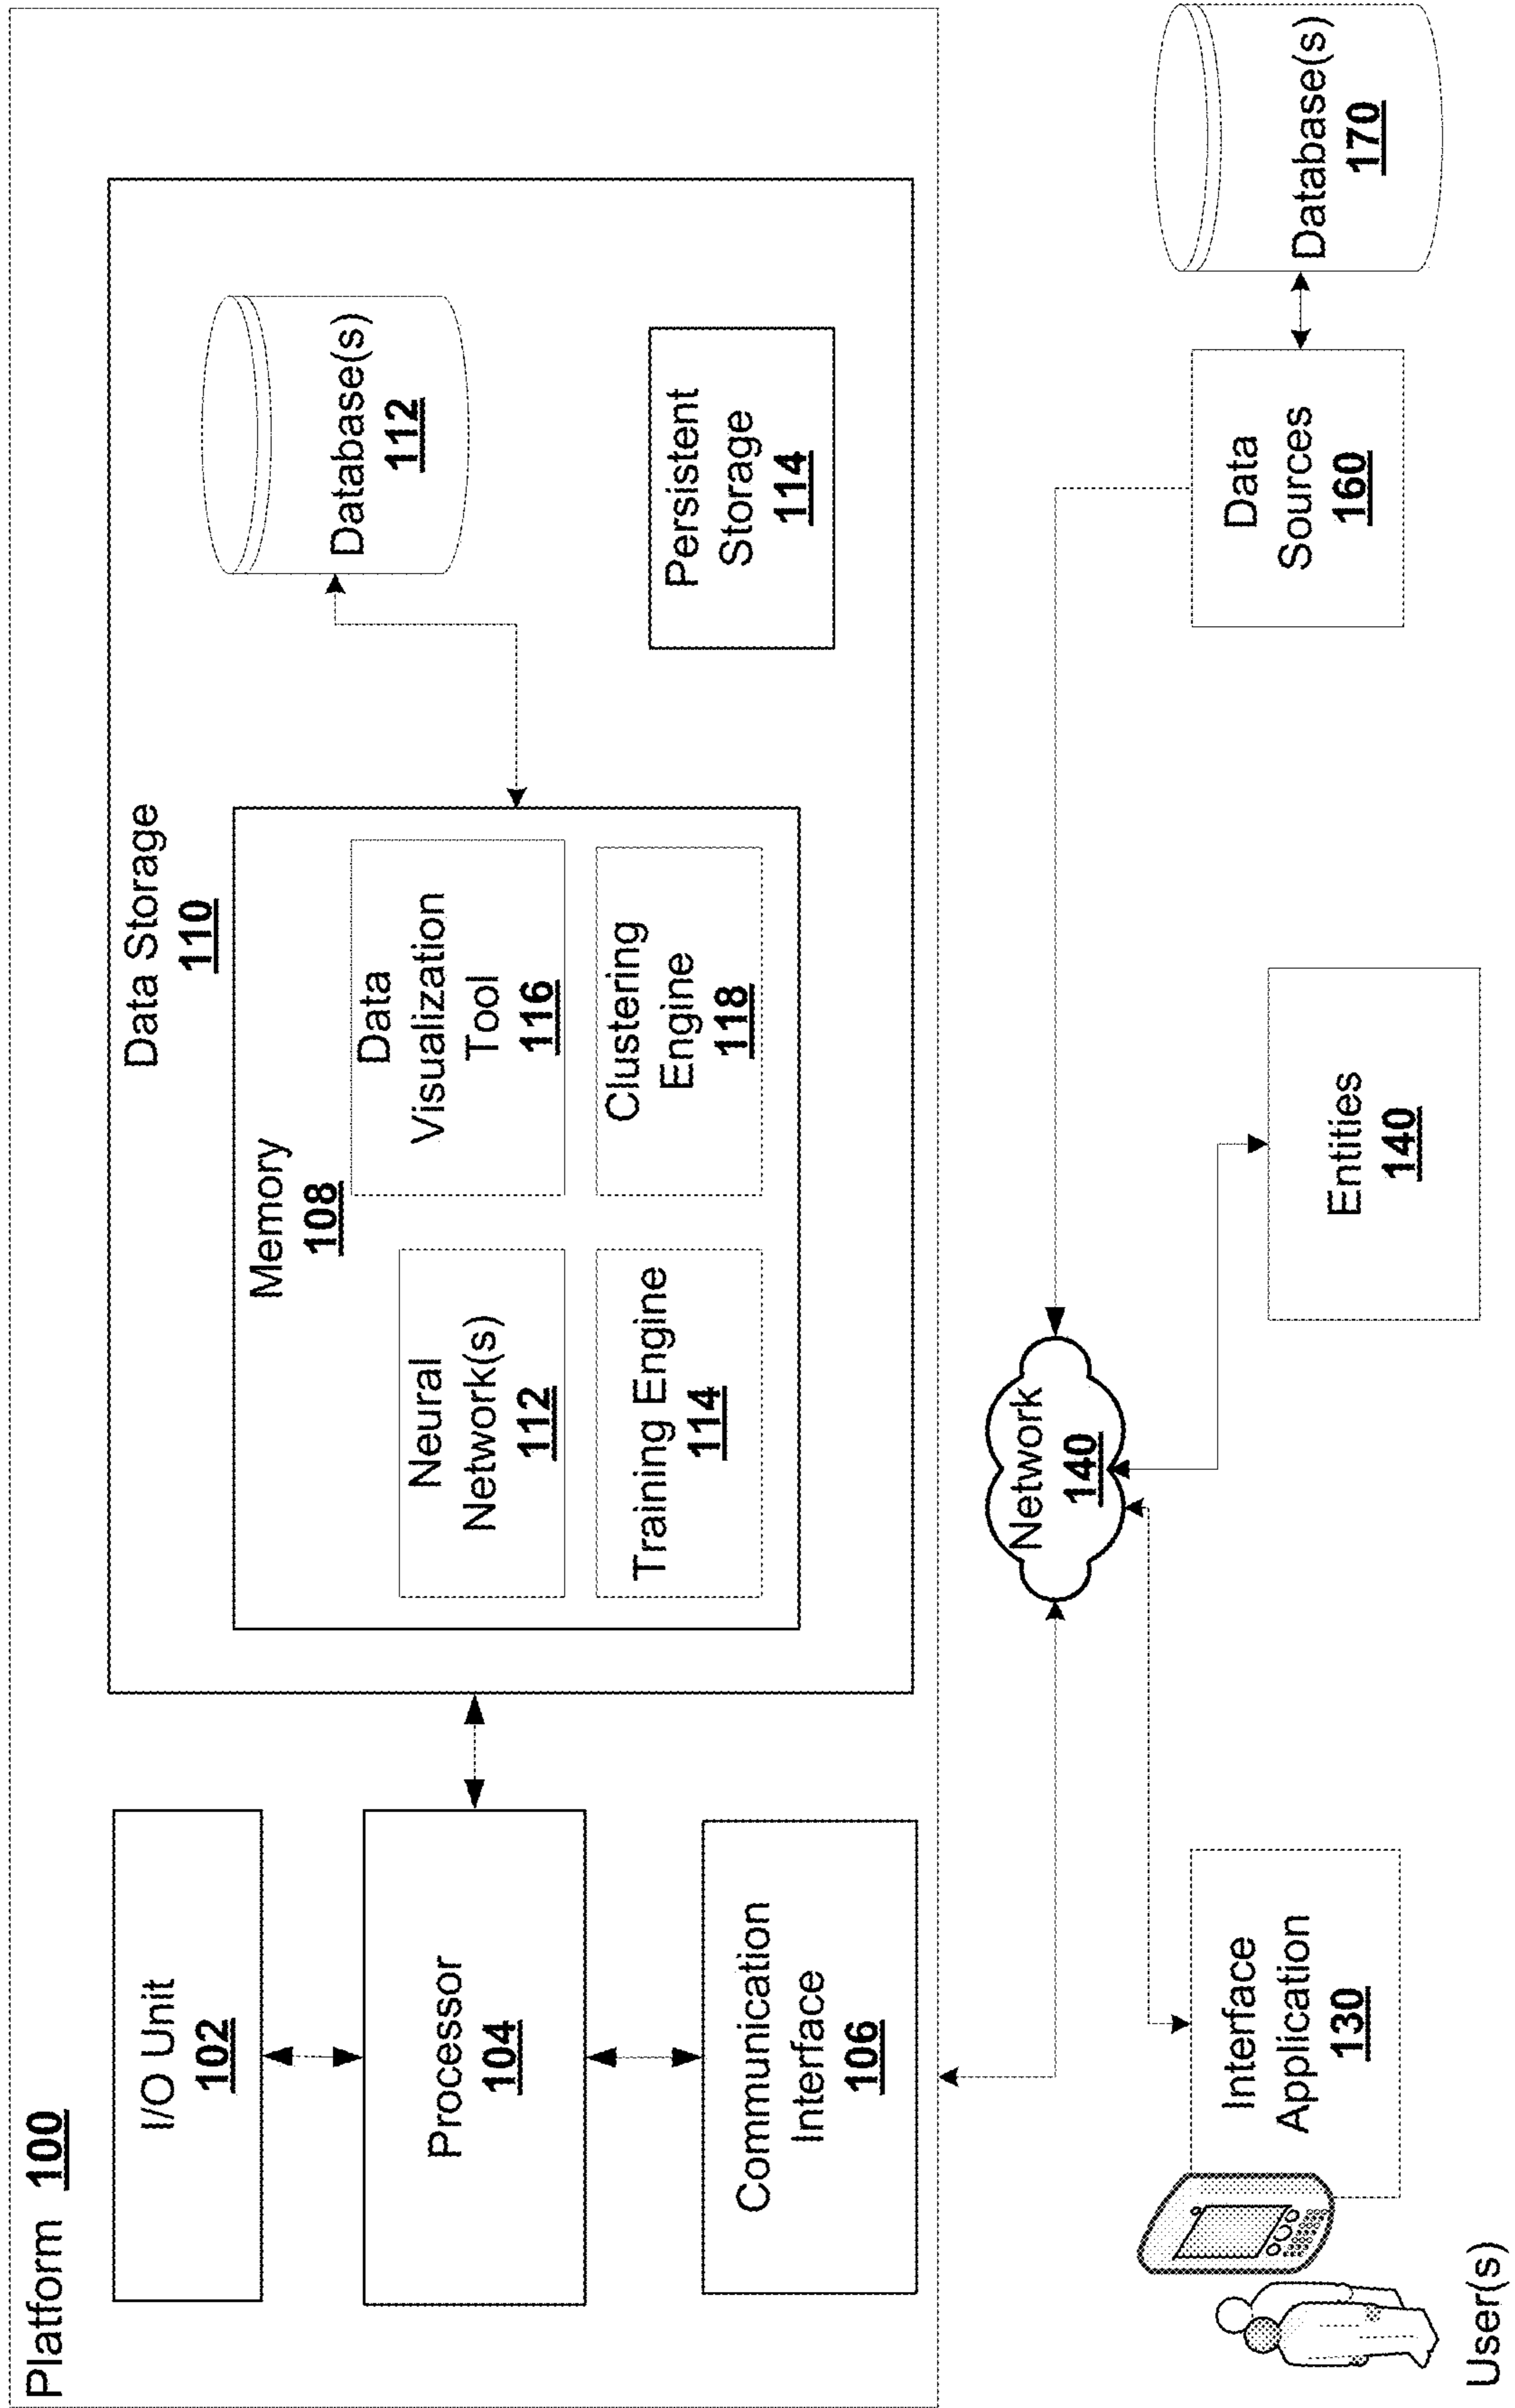 Platform 100
I/O Unit
102
Processor
104
Communication
Interface
106
Data Storage
110
Memory
108
Neural
Network(s)
112
Data
Visualization
Tool
116
Training Engine
114
Clustering
Engine
118
Database(s)
112
Persistent
Storage
114
Network
140
User(s)
Interface
Application
130
Entities
140
Data
Sources
160
Database(s)
170